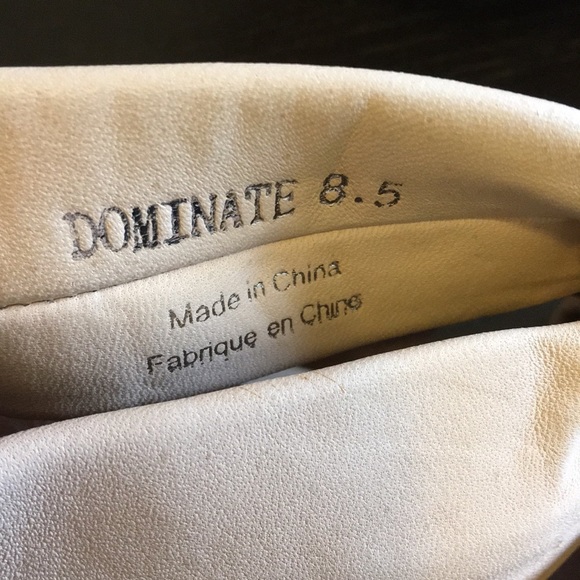 DOMINATE 8.5
Made in China
Fabrique en Chine